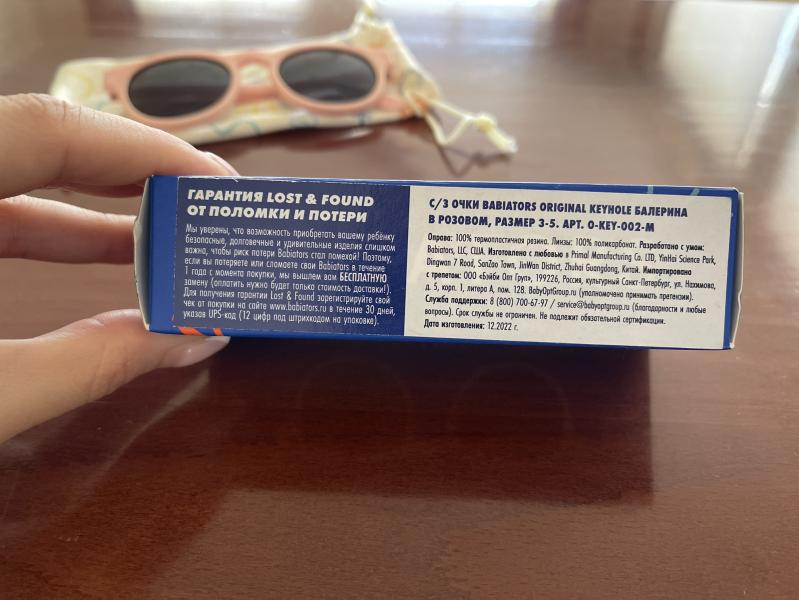 ГАРАНТИЯ LOST & FOUND
ОТ ПОЛОМКИ И ПОТЕРИ
Мы уверены, что возможность приобретать вашему ребёнку
безопасные, долговечные и удивительные изделия слишком
важно, чтобы риск потери Babiators стал помехой! Поэтому,
если вы потеряете или сломаете свои Babiators в течение
1 года с момента покупки, мы вышлем вам БЕСПЛАТНУЮ
замену (оплатить нужно будет только стоимость доставки!).
Для получения гарантии Lost & Found зарегистрируйте свой
чек от покупки на сайте www.babiators.ru в течение 30 дней,
указав UPS-код (12 цифр под штрихкодом на упаковке).
С/З ОЧКИ BABIATORS ORIGINAL KEYHOLE БАЛЕРИНА
В РОЗОВОМ, РАЗМЕР 3-5. АРТ. O-KEY-002-M
Оправа: 100% термопластичная резина. Линзы: 100% поликарбонат. Разработано с умом:
Babiators, LLC, США. Изготовлено с любовью в Primal Manufacturing Co. LTD, YinHai Science Park,
Dingwan 7 Road, SanZao Town, JinWan District, Zhuhai Guangdong, Китай. Импортировано
с трепетом: ООО «Бэйби Опт Груп», 199226, Россия, культурный Санкт-Петербург, ул. Нахимова,
д. 5, корп. 1, литера А, пом. 128. BabyOptGroup.ru (уполномочено принимать претензии).
Служба поддержки: 8 (800) 700-67-97 / service@babyoptgroup.ru (благодарности и любые
вопросы). Срок службы не ограничен. Не подлежит обязательной сертификации.
Дата изготовления: 12.2022 г.